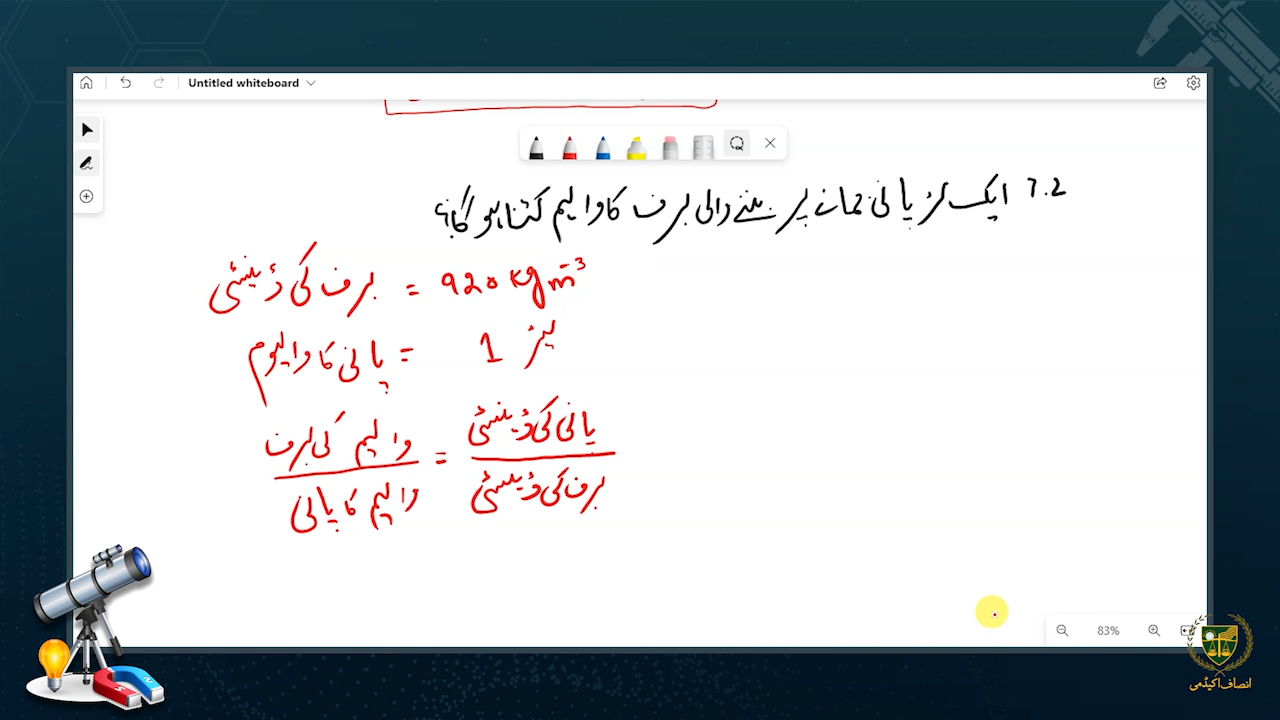 Untitled whiteboard
7.2 ایک لٹر پانی جمانے پر بننے والی برف کا والیم کتنا ہو گا؟
برف کی ڈینسٹی = 920 kg m⁻³
پانی کا والیوم = 1 لیٹر
والیم کی برف / والیم کا پانی = پانی کی ڈینسٹی / برف کی ڈینسٹی
83%
انصاف اکیڈمی